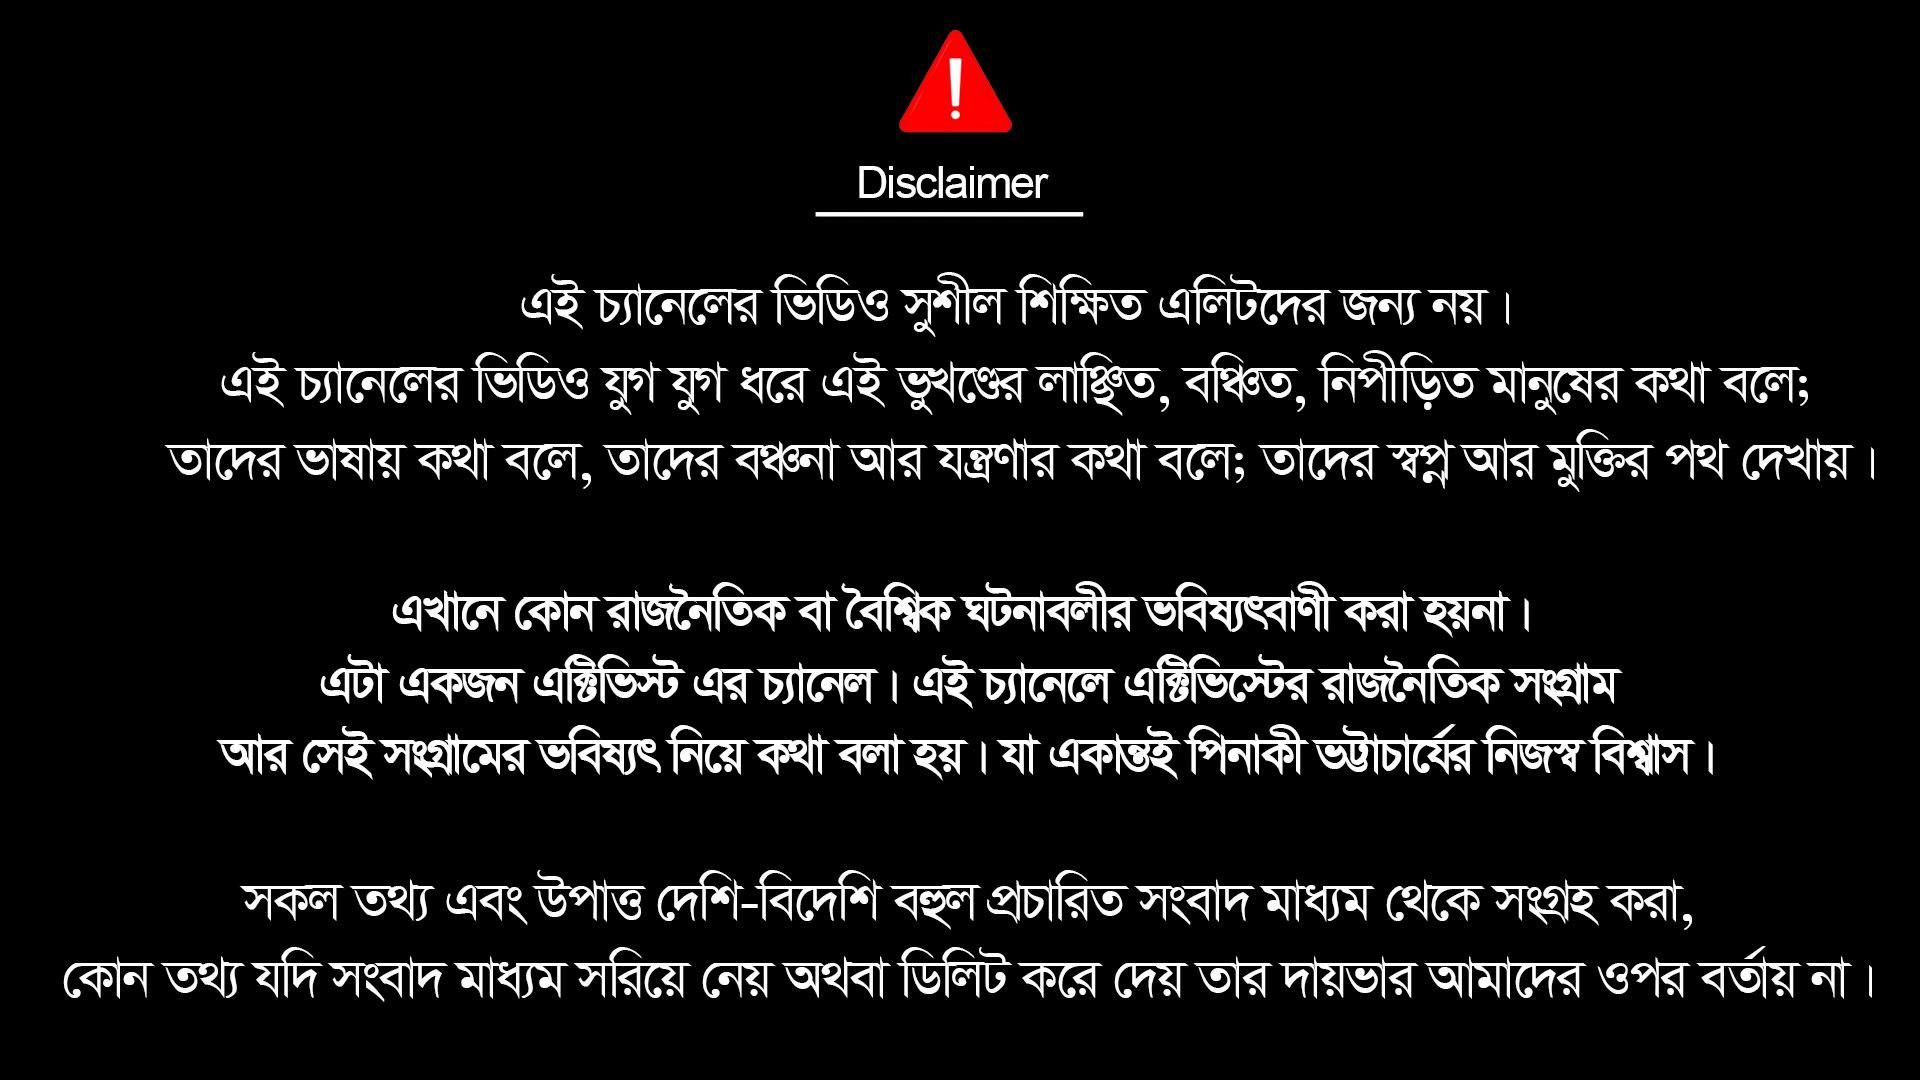 Disclaimer
এই চ্যানেলের ভিডিও সুশীল শিক্ষিত এলিটদের জন্য নয়।
এই চ্যানেলের ভিডিও যুগ যুগ ধরে এই ভুখণ্ডের লাঞ্ছিত, বঞ্চিত, নিপীড়িত মানুষের কথা বলে;
তাদের ভাষায় কথা বলে, তাদের বঞ্চনা আর যন্ত্রণার কথা বলে; তাদের স্বপ্ন আর মুক্তির পথ দেখায়।
এখানে কোন রাজনৈতিক বা বৈশ্বিক ঘটনাবলীর ভবিষ্যৎবাণী করা হয়না।
এটা একজন এক্টিভিস্ট এর চ্যানেল। এই চ্যানেলে এক্টিভিস্টের রাজনৈতিক সংগ্রাম
আর সেই সংগ্রামের ভবিষ্যৎ নিয়ে কথা বলা হয়। যা একান্তই পিনাকী ভট্টাচার্যের নিজস্ব বিশ্বাস।
সকল তথ্য এবং উপাত্ত দেশি-বিদেশি বহুল প্রচারিত সংবাদ মাধ্যম থেকে সংগ্রহ করা,
কোন তথ্য যদি সংবাদ মাধ্যম সরিয়ে নেয় অথবা ডিলিট করে দেয় তার দায়ভার আমাদের ওপর বর্তায় না।